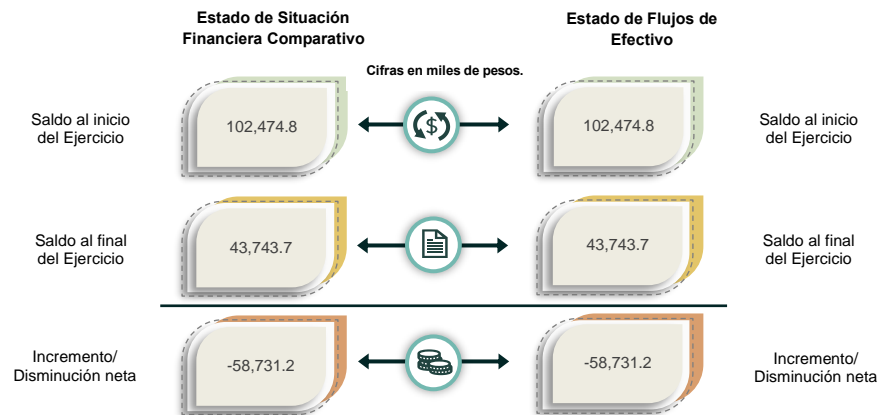 Estado de Situación
Financiera Comparativo
Estado de Flujos de
Efectivo
Cifras en miles de pesos.
Saldo al inicio
del Ejercicio
102,474.8
$
102,474.8
Saldo al inicio
del Ejercicio
Saldo al final
del Ejercicio
43,743.7
43,743.7
Saldo al final
del Ejercicio
Incremento/
Disminución neta
-58,731.2
-58,731.2
Incremento/
Disminución neta